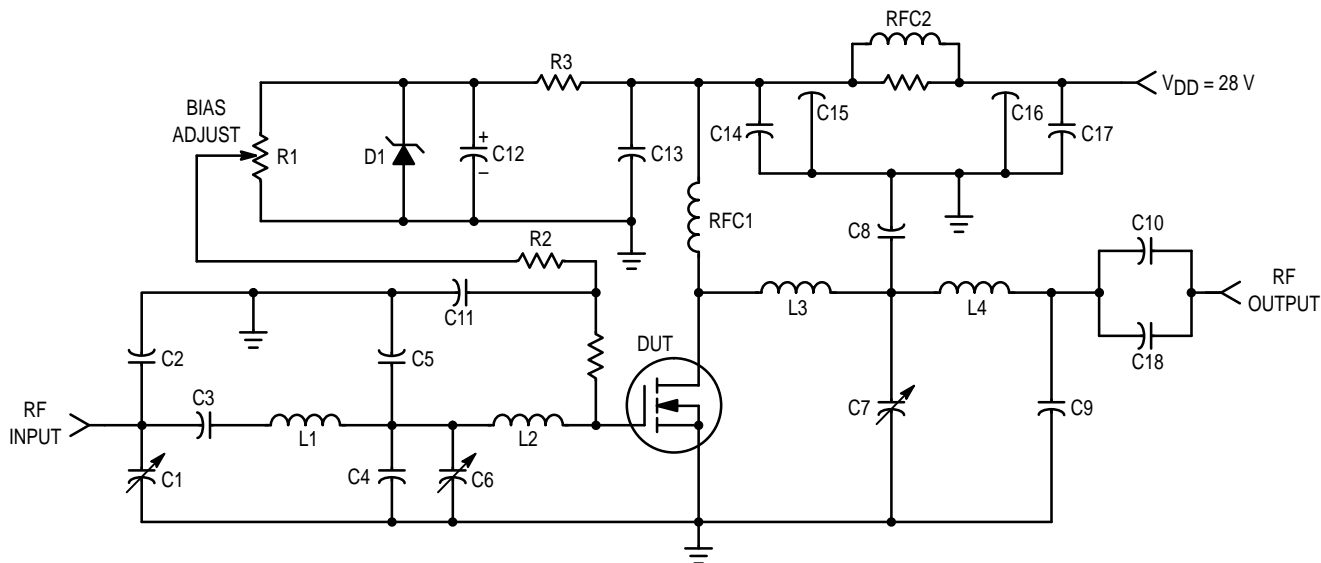 RFC2
R3
V_DD = 28 V
BIAS
ADJUST
R1
D1
+
C12
–
C13
C14
C15
C16
C17
RFC1
R2
C8
C10
C11
L3
L4
RF
OUTPUT
C18
C2
C5
DUT
C3
RF
INPUT
L1
L2
C7
C9
C1
C4
C6